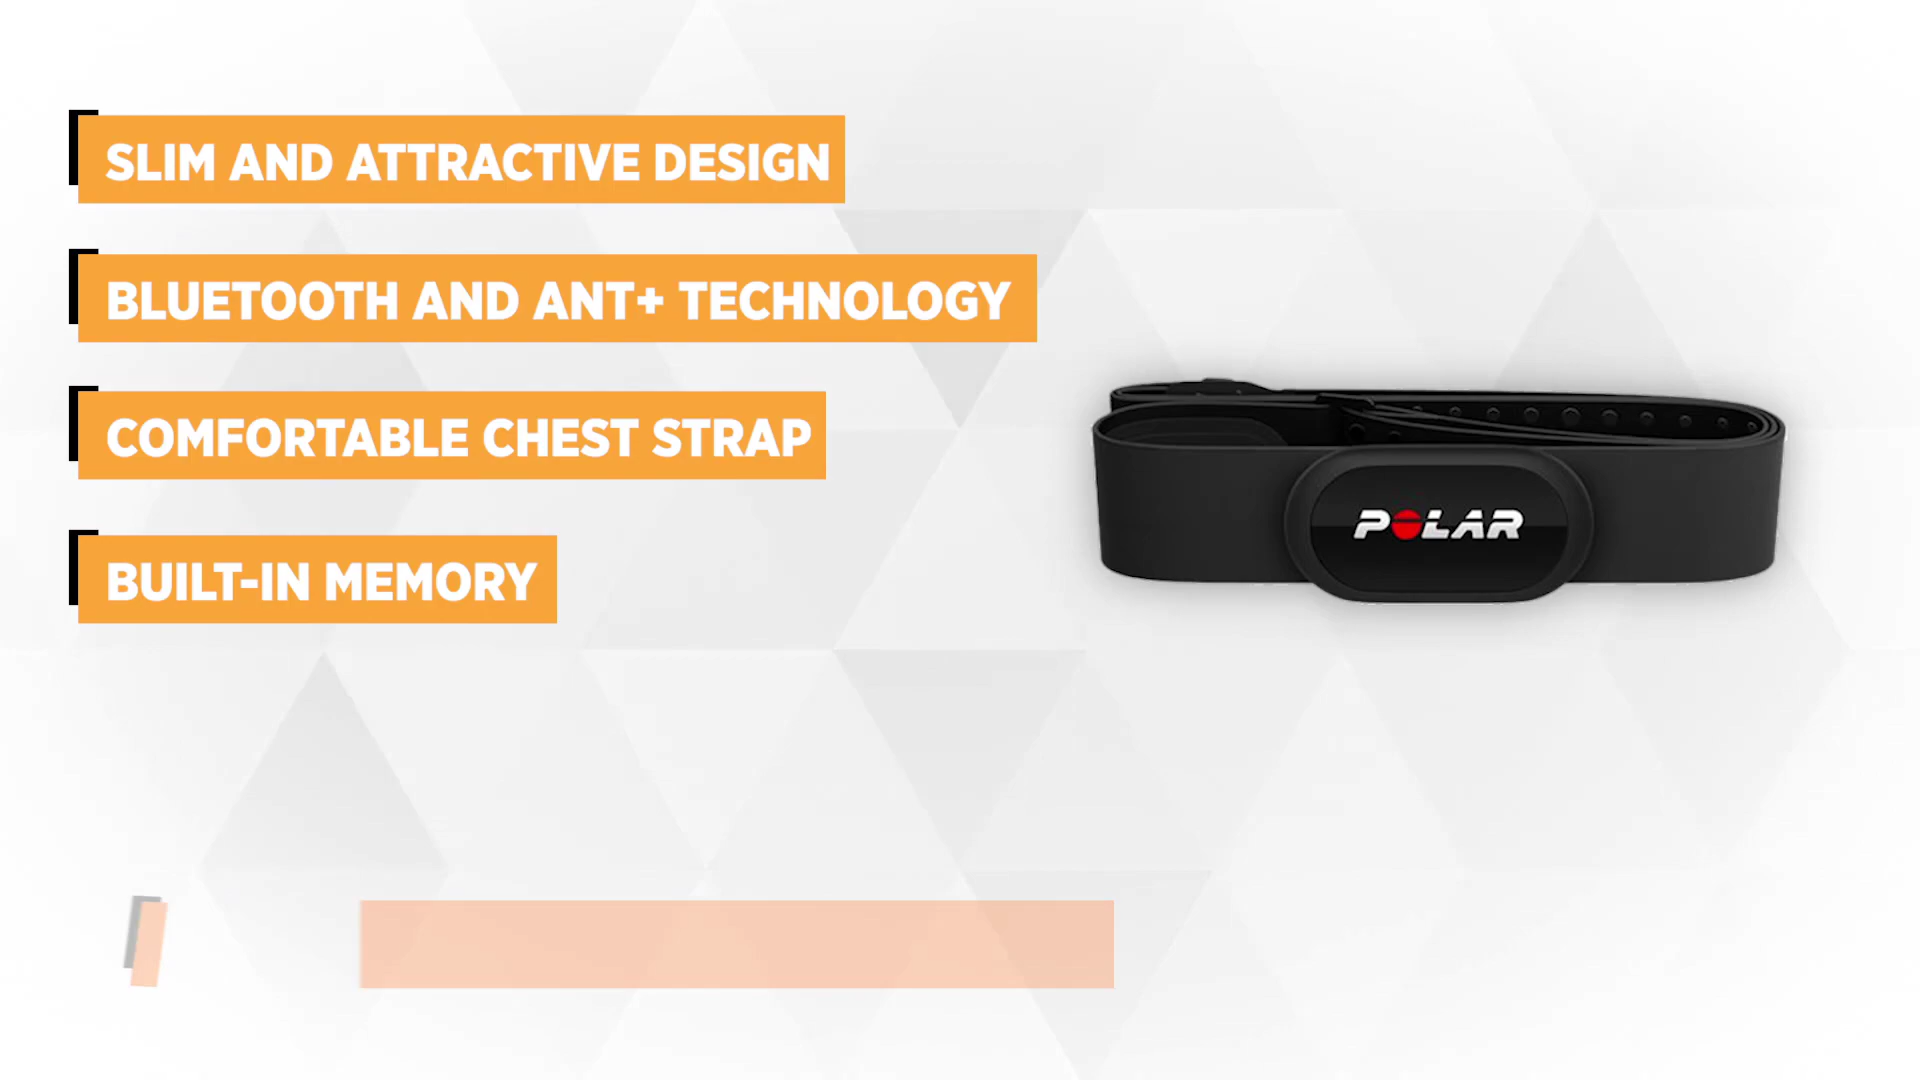 SLIM AND ATTRACTIVE DESIGN
BLUETOOTH AND ANT+ TECHNOLOGY
COMFORTABLE CHEST STRAP
BUILT-IN MEMORY
POLAR